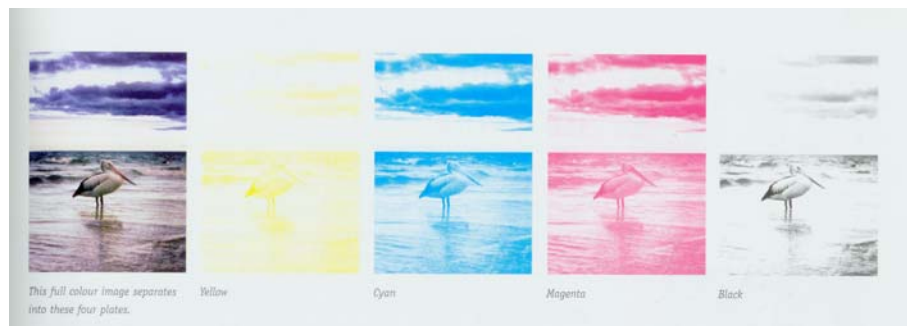 This full colour image separates
into these four plates.
Yellow
Cyan
Magenta
Black